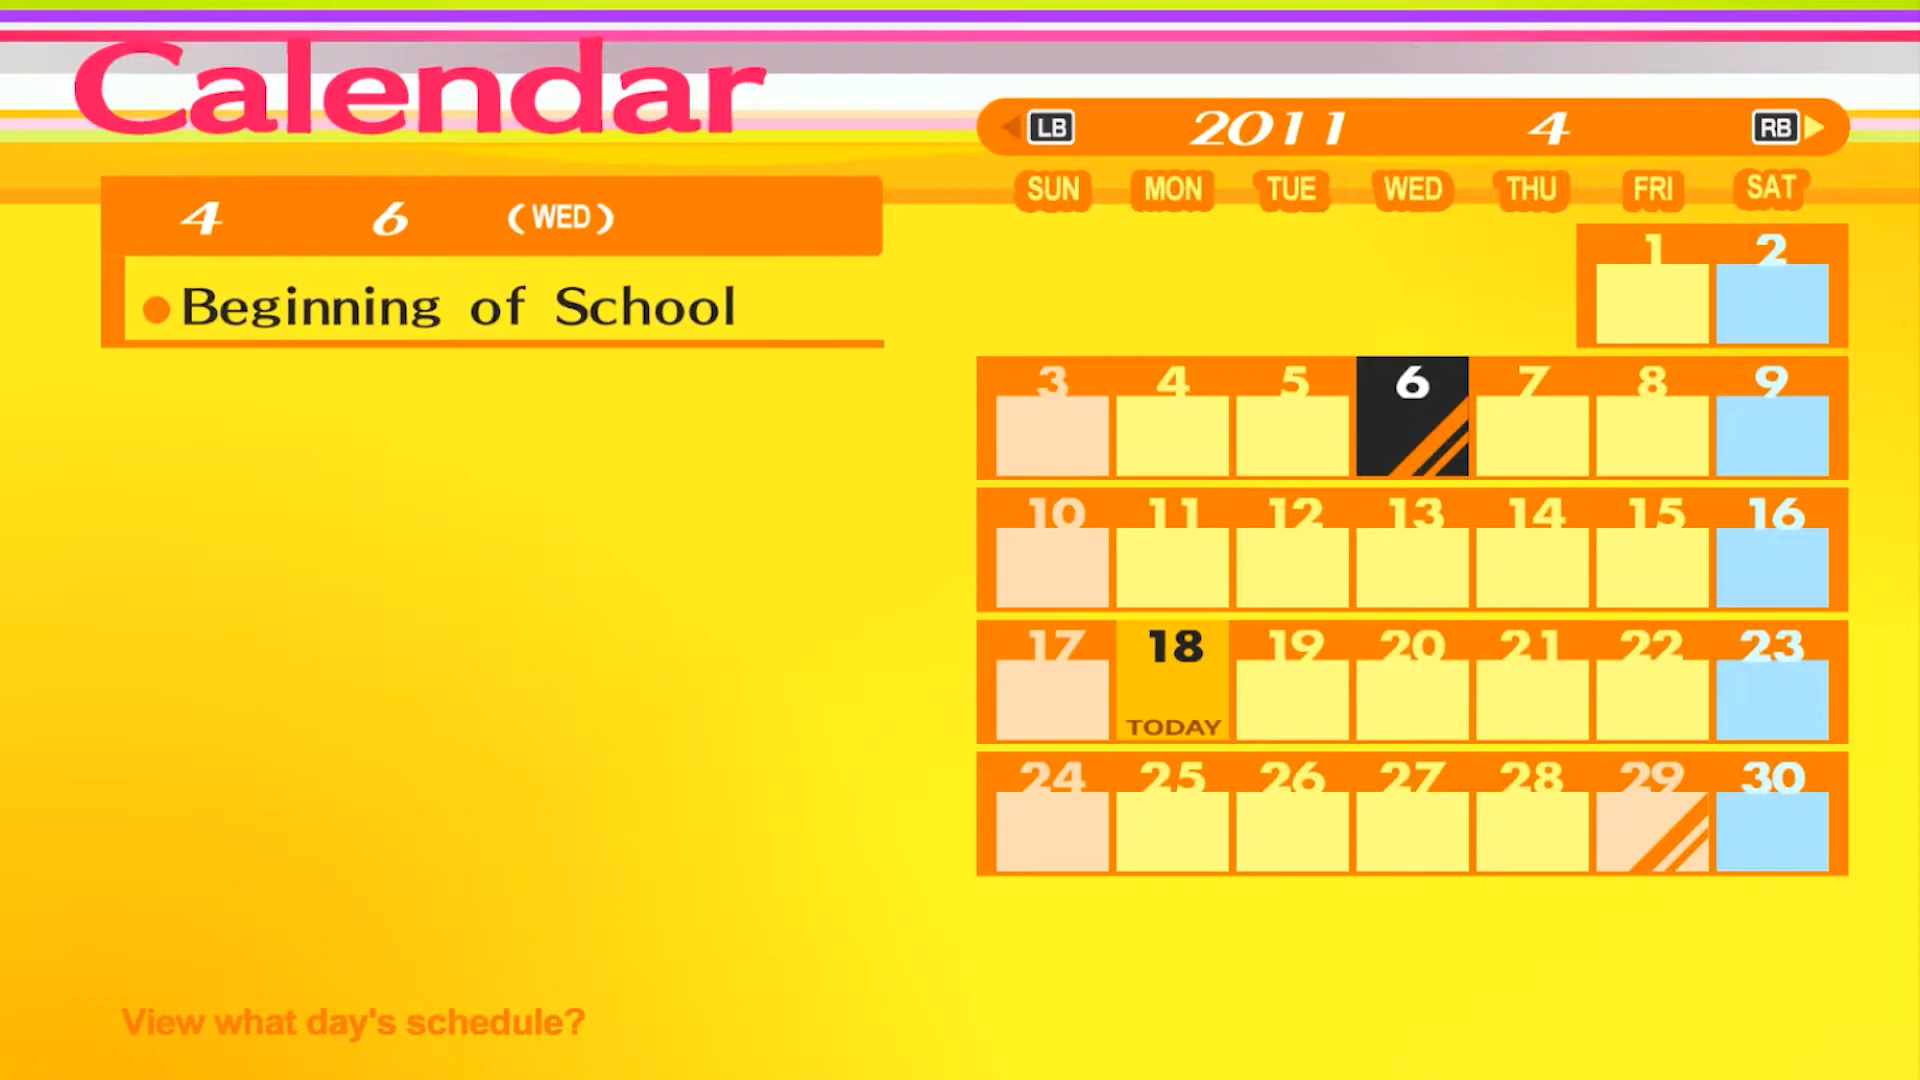 Calendar
LB 2011 4 RB
SUN MON TUE WED THU FRI SAT
4 6 (WED)
Beginning of School
1 2
3 4 5 6 7 8 9
10 11 12 13 14 15 16
17 18 19 20 21 22 23
TODAY
24 25 26 27 28 29 30
View what day's schedule?